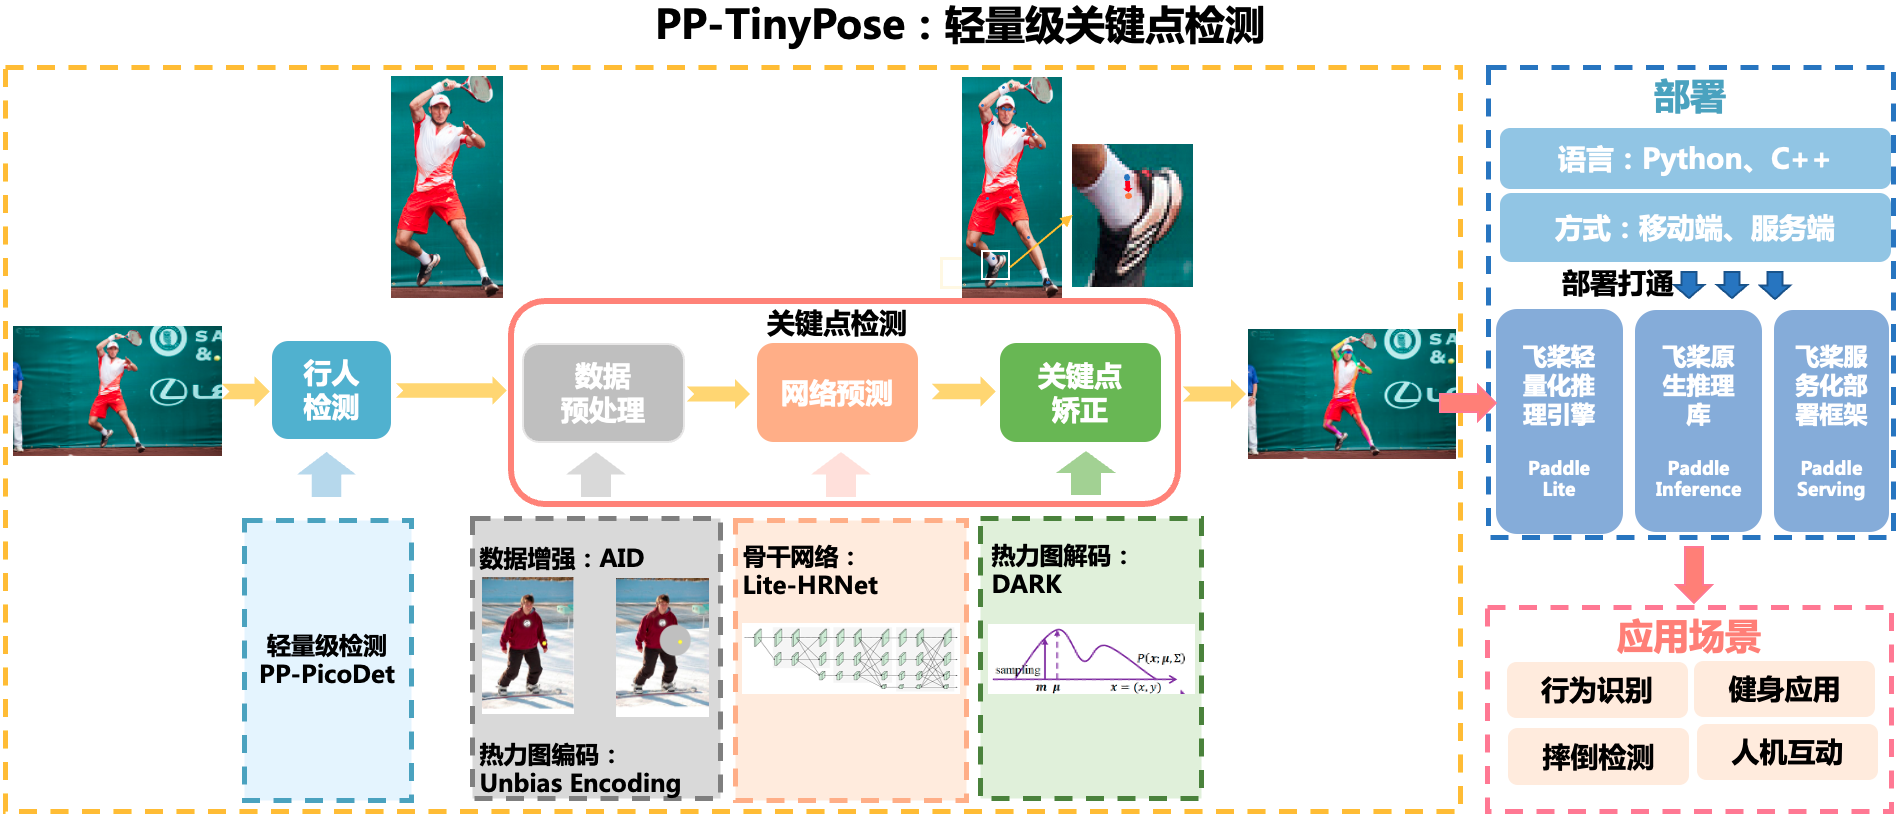 PP-TinyPose：轻量级关键点检测
SA
&
L
行人
检测
关键点检测
数据
预处理
网络预测
关键点
矫正
SA
&
L
轻量级检测
PP-PicoDet
数据增强：AID
热力图编码：
Unbias Encoding
骨干网络：
Lite-HRNet
热力图解码：
DARK
sampling
m μ
P(x; μ, Σ)
x = (x, y)
部署
语言：Python、C++
方式：移动端、服务端
部署打通
飞桨轻
量化推
理引擎
Paddle
Lite
飞桨原
生推理
库
Paddle
Inference
飞桨服
务化部
署框架
Paddle
Serving
应用场景
行为识别
健身应用
摔倒检测
人机互动